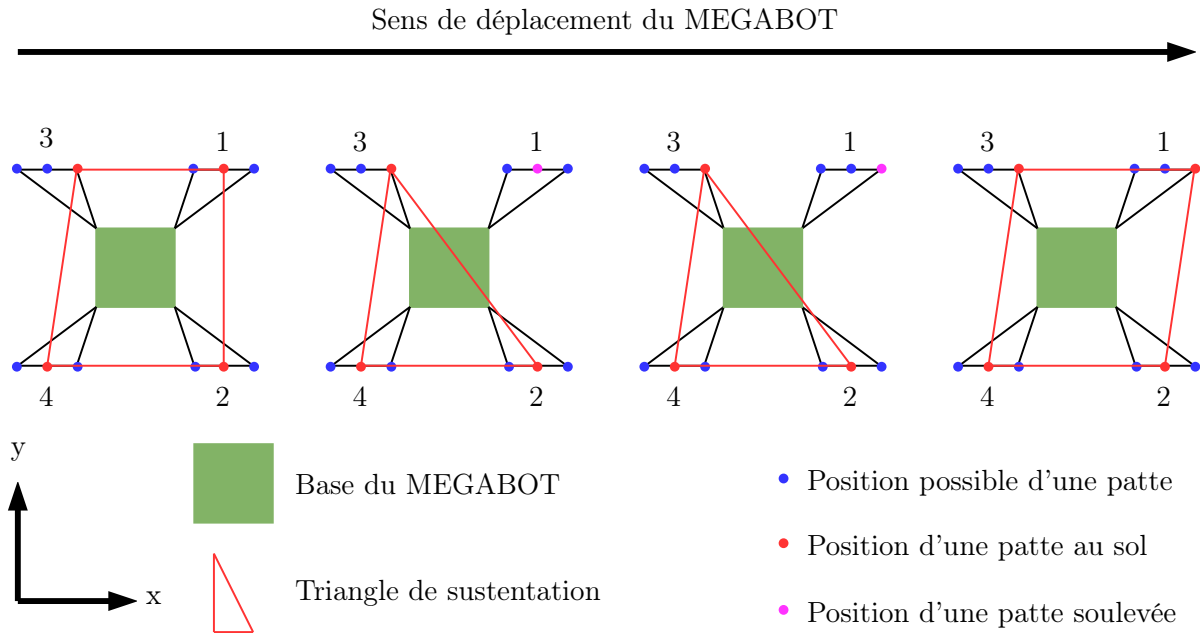 Sens de déplacement du MEGABOT
3 1 3 1 3 1 3 1
4 2 4 2 4 2 4 2
y
x
Base du MEGABOT
Triangle de sustentation
Position possible d'une patte
Position d'une patte au sol
Position d'une patte soulevée